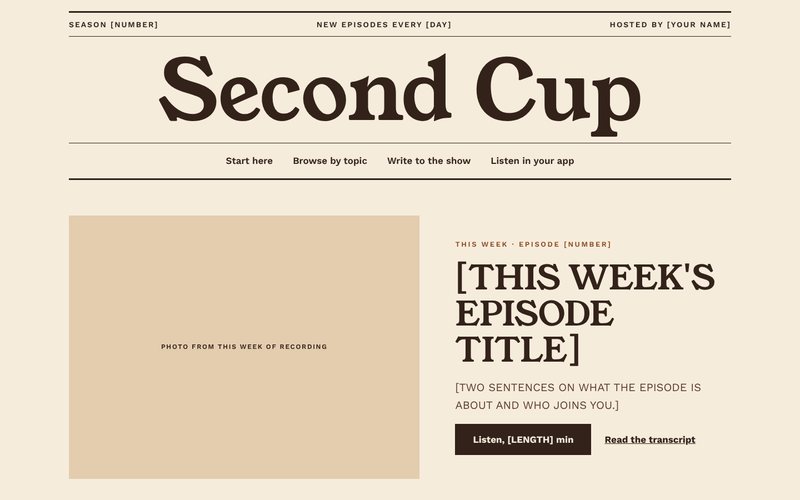 SEASON [NUMBER]
NEW EPISODES EVERY [DAY]
HOSTED BY [YOUR NAME]
Second Cup
Start here
Browse by topic
Write to the show
Listen in your app
PHOTO FROM THIS WEEK OF RECORDING
THIS WEEK · EPISODE [NUMBER]
[THIS WEEK'S
EPISODE
TITLE]
[TWO SENTENCES ON WHAT THE EPISODE IS
ABOUT AND WHO JOINS YOU.]
Listen, [LENGTH] min
Read the transcript